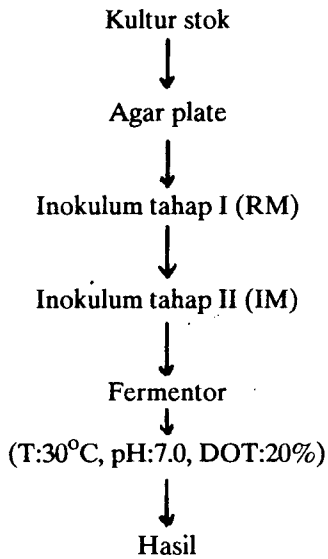 Kultur stok
Agar plate
Inokulum tahap I (RM)
Inokulum tahap II (IM)
Fermentor
(T:30°C, pH:7.0, DOT:20%)
Hasil